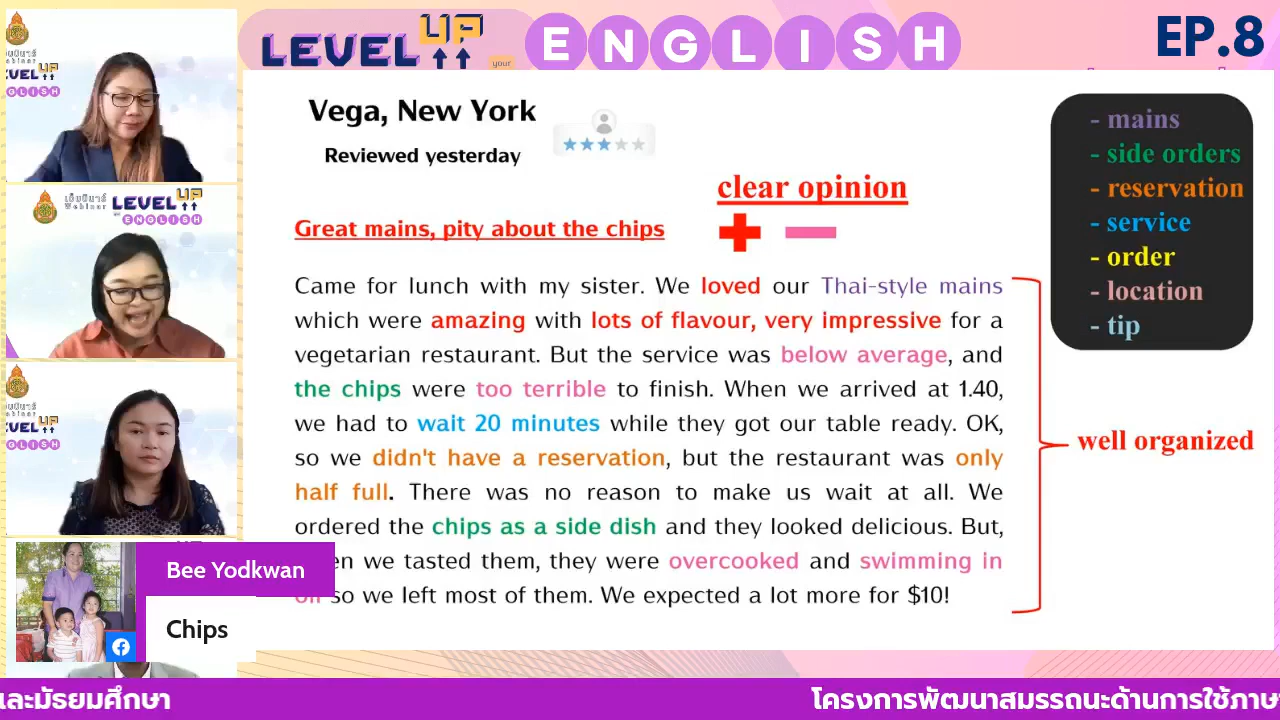 LEVEL UP your ENGLISH
EP.8
Vega, New York
Reviewed yesterday
clear opinion
Great mains, pity about the chips
Came for lunch with my sister. We loved our Thai-style mains
which were amazing with lots of flavour, very impressive for a
vegetarian restaurant. But the service was below average, and
the chips were too terrible to finish. When we arrived at 1.40,
we had to wait 20 minutes while they got our table ready. OK,
so we didn't have a reservation, but the restaurant was only
half full. There was no reason to make us wait at all. We
ordered the chips as a side dish and they looked delicious. But,
we tasted them, they were overcooked and swimming in
so we left most of them. We expected a lot more for $10!
- mains
- side orders
- reservation
- service
- order
- location
- tip
well organized
Webinar
LEVEL UP
ENGLISH
Bee Yodkwan
Chips
และมัธยมศึกษา
โครงการพัฒนาสมรรถนะด้านการใช้ภาษา